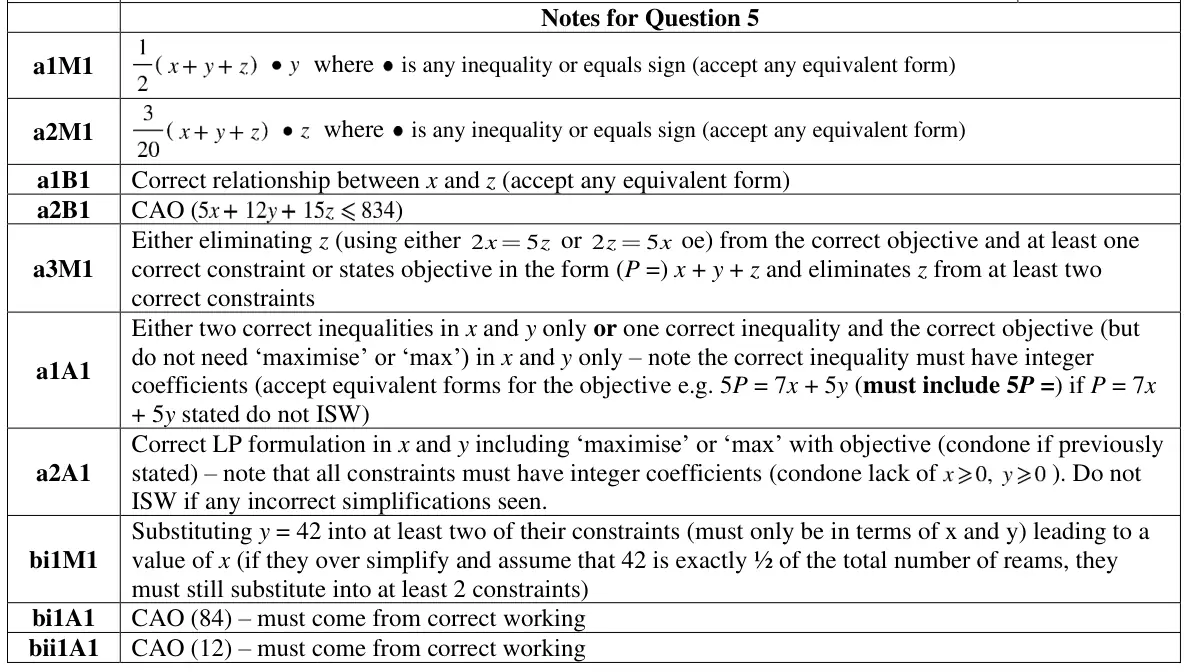 Notes for Question 5
a1M1 1/2 ( x + y + z ) • y where • is any inequality or equals sign (accept any equivalent form)
a2M1 3/20 ( x + y + z ) • z where • is any inequality or equals sign (accept any equivalent form)
a1B1 Correct relationship between x and z (accept any equivalent form)
a2B1 CAO (5x + 12y + 15z ⩽ 834)
Either eliminating z (using either 2x = 5z or 2z = 5x oe) from the correct objective and at least one
a3M1 correct constraint or states objective in the form (P =) x + y + z and eliminates z from at least two
correct constraints
Either two correct inequalities in x and y only or one correct inequality and the correct objective (but
do not need ‘maximise’ or ‘max’) in x and y only – note the correct inequality must have integer
a1A1 coefficients (accept equivalent forms for the objective e.g. 5P = 7x + 5y (must include 5P =) if P = 7x
+ 5y stated do not ISW)
Correct LP formulation in x and y including ‘maximise’ or ‘max’ with objective (condone if previously
a2A1 stated) – note that all constraints must have integer coefficients (condone lack of x ⩾ 0, y ⩾ 0 ). Do not
ISW if any incorrect simplifications seen.
Substituting y = 42 into at least two of their constraints (must only be in terms of x and y) leading to a
bi1M1 value of x (if they over simplify and assume that 42 is exactly ½ of the total number of reams, they
must still substitute into at least 2 constraints)
bi1A1 CAO (84) – must come from correct working
bii1A1 CAO (12) – must come from correct working